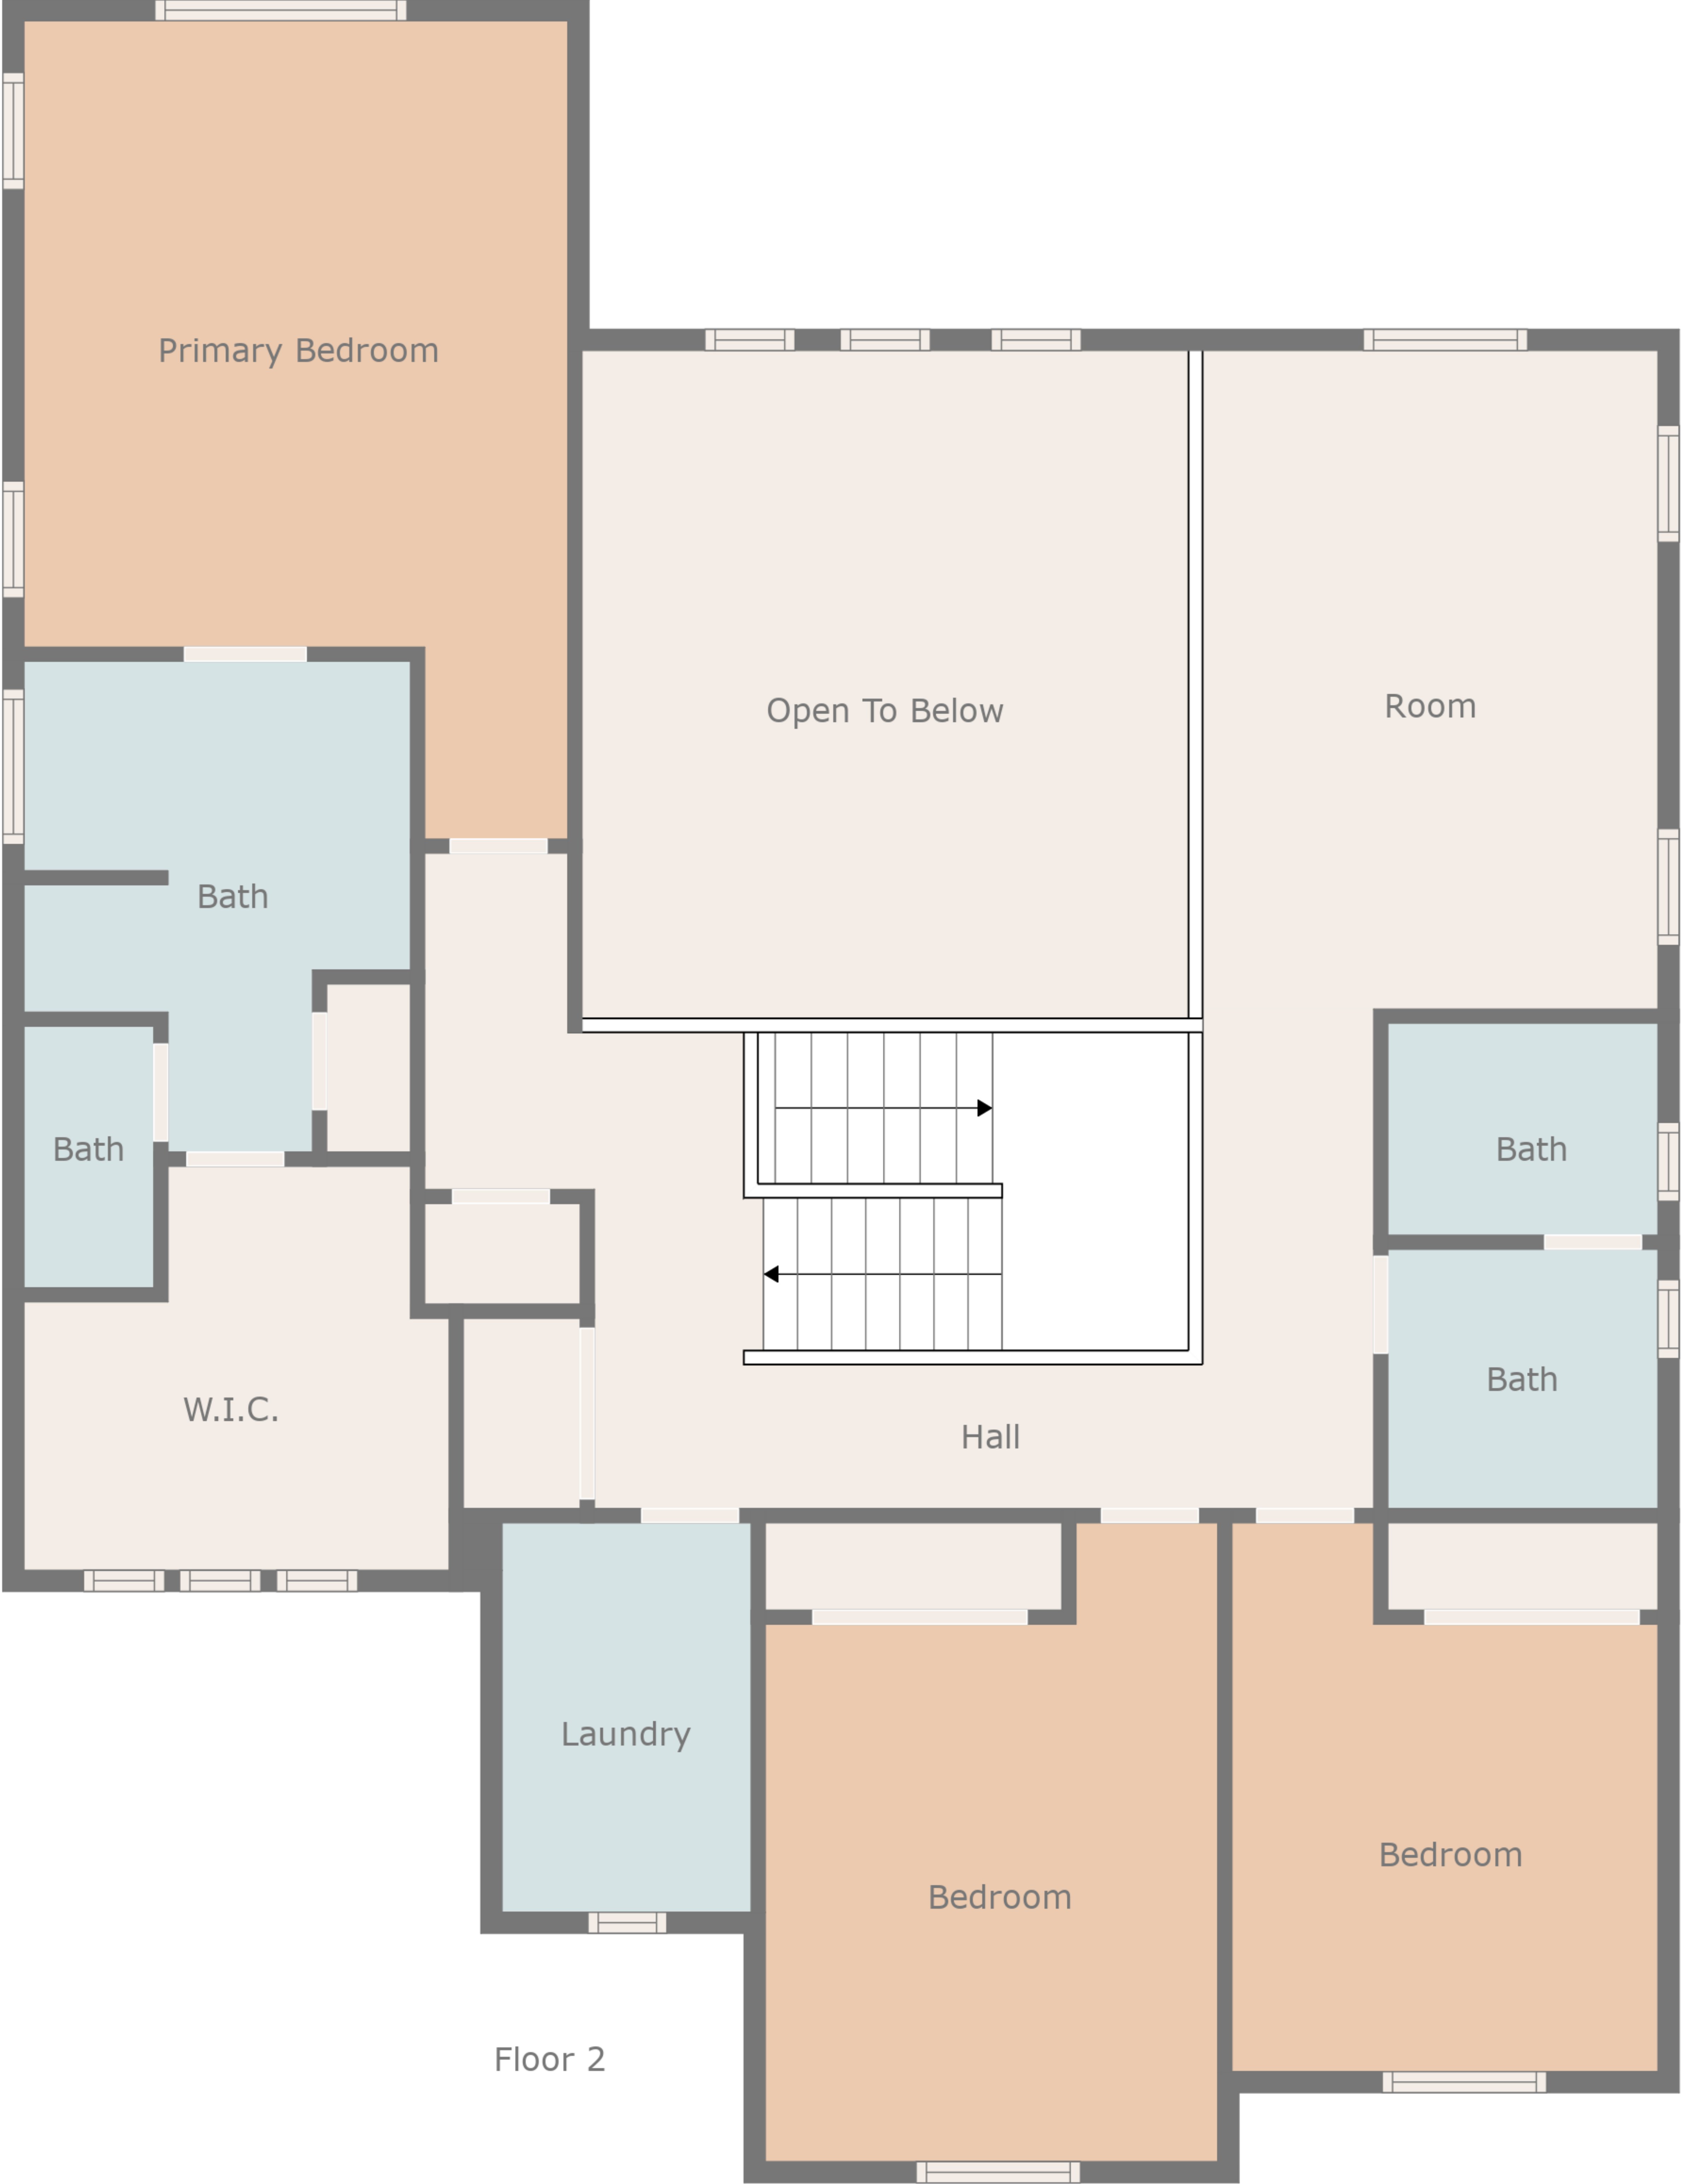 Primary Bedroom
Open To Below
Room
Bath
Bath
Bath
Bath
W.I.C.
Hall
Laundry
Bedroom
Bedroom
Floor 2